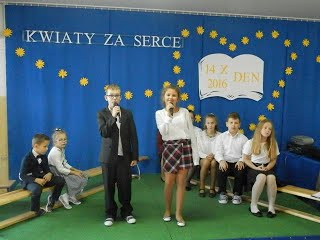 KWIATY ZA SERCE
14 X
2016
DEN